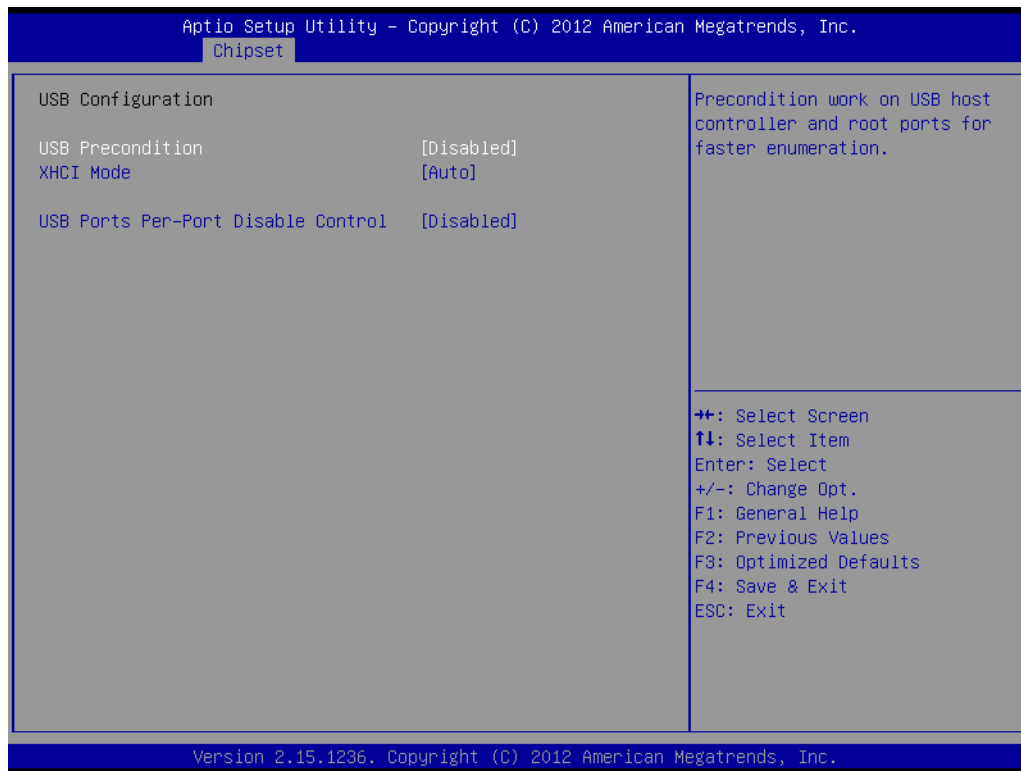 Aptio Setup Utility – Copyright (C) 2012 American Megatrends, Inc.
Chipset
USB Configuration
USB Precondition [Disabled]
XHCI Mode [Auto]
USB Ports Per-Port Disable Control [Disabled]
Precondition work on USB host
controller and root ports for
faster enumeration.
→←: Select Screen
↑↓: Select Item
Enter: Select
+/-: Change Opt.
F1: General Help
F2: Previous Values
F3: Optimized Defaults
F4: Save & Exit
ESC: Exit
Version 2.15.1236. Copyright (C) 2012 American Megatrends, Inc.